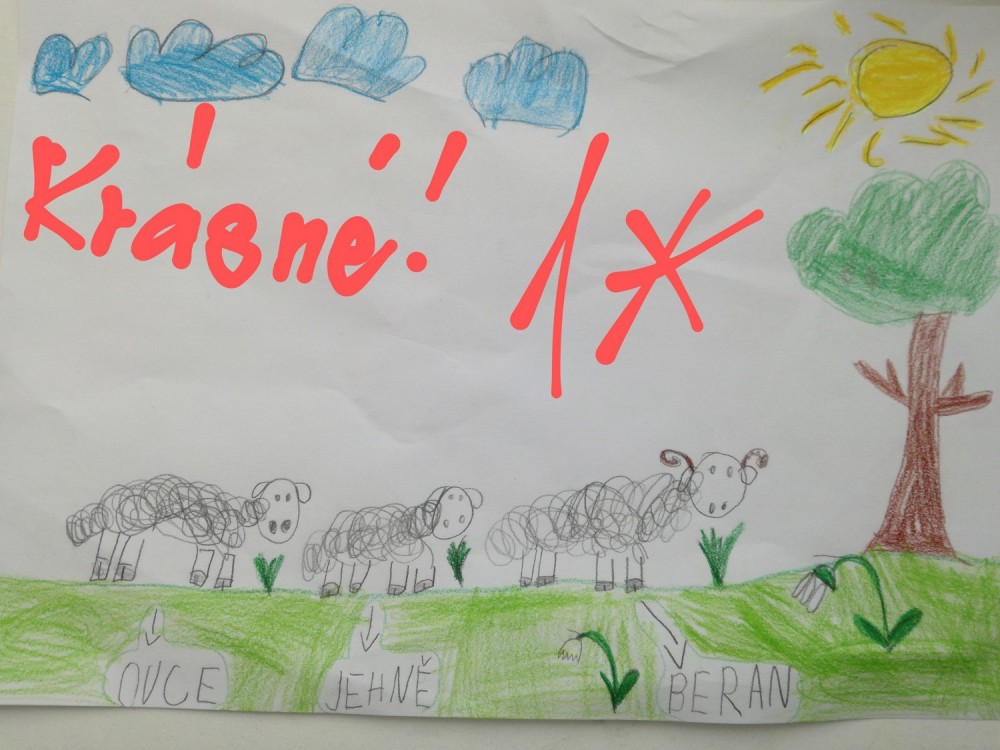 Krásné! 1*
OVCE JEHNĚ BERAN